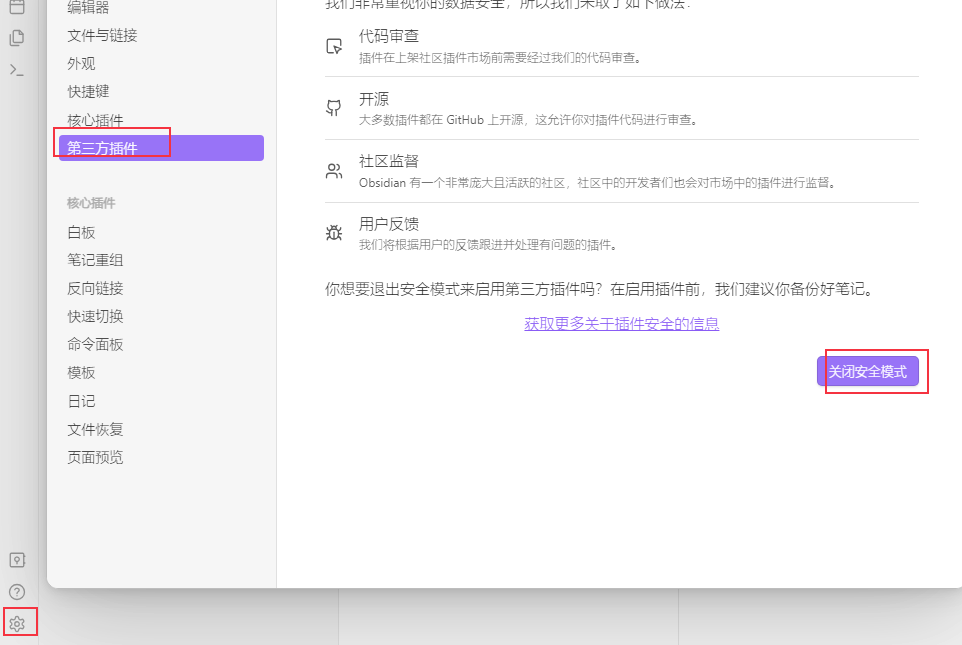 编辑器
文件与链接
外观
快捷键
核心插件
第三方插件
核心插件
白板
笔记重组
反向链接
快速切换
命令面板
模板
日记
文件恢复
页面预览
我们非常重视你的数据安全，所以我们采取了如下做法：
代码审查
插件在上架社区插件市场前需要经过我们的代码审查。
开源
大多数插件都在 GitHub 上开源，这允许你对插件代码进行审查。
社区监督
Obsidian 有一个非常庞大且活跃的社区，社区中的开发者们也会对市场中的插件进行监督。
用户反馈
我们将根据用户的反馈跟进并处理有问题的插件。
你想要退出安全模式来启用第三方插件吗？在启用插件前，我们建议你备份好笔记。
获取更多关于插件安全的信息
关闭安全模式